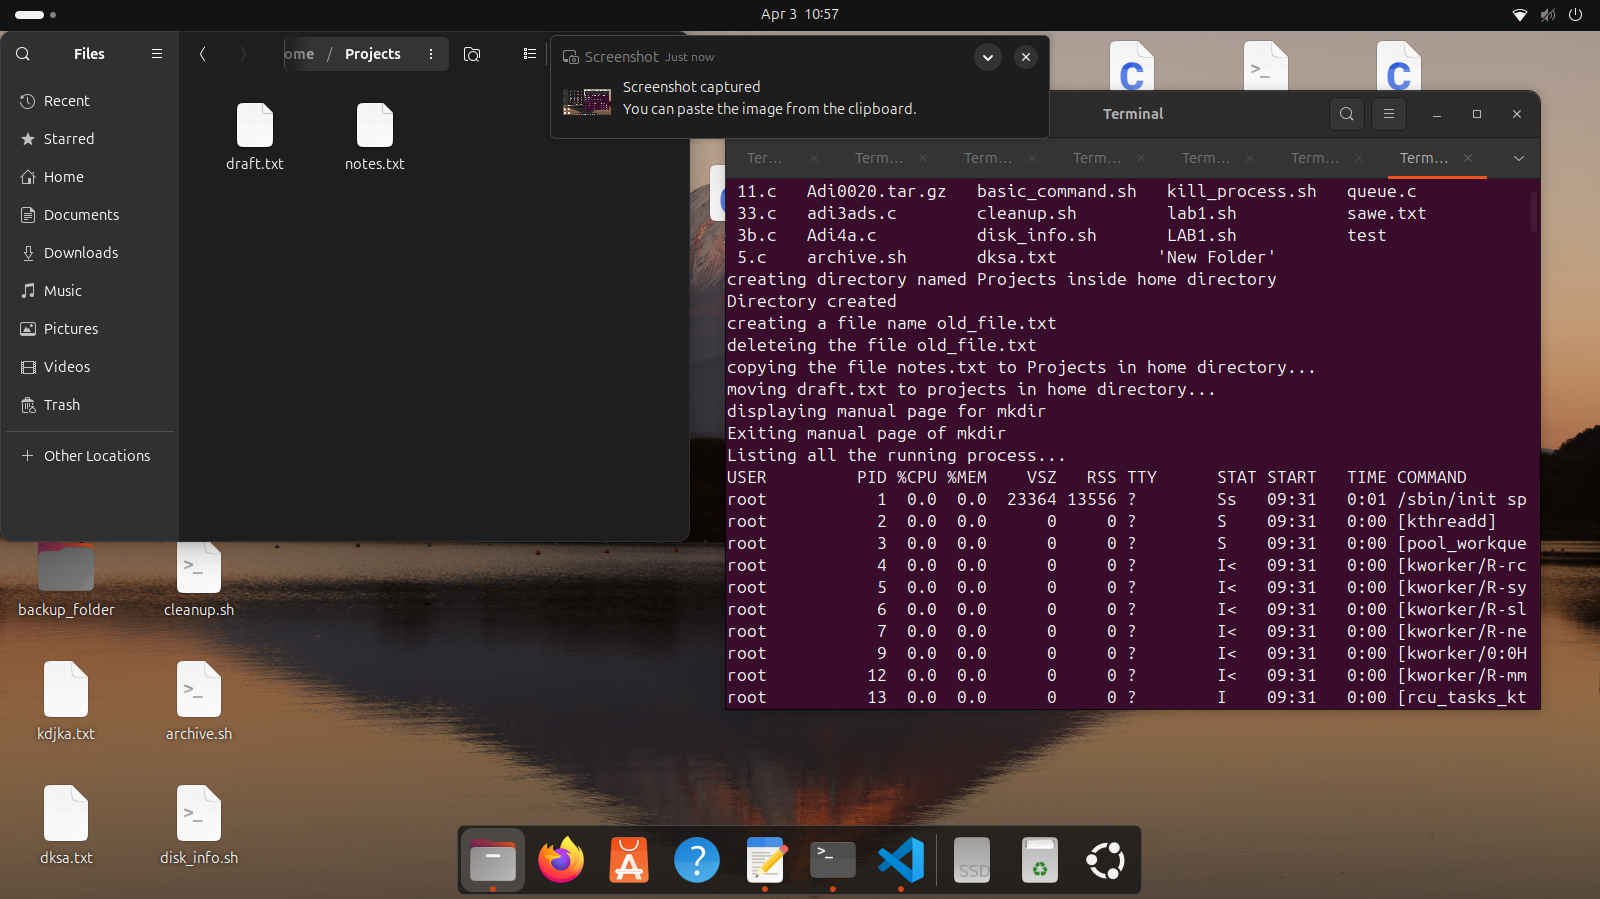 Apr 3 10:57
Files
ome / Projects
Recent
Starred
Home
Documents
Downloads
Music
Pictures
Videos
Trash
Other Locations
draft.txt
notes.txt
Screenshot Just now
Screenshot captured
You can paste the image from the clipboard.
C
>_
C
Terminal
Ter...
Term...
Term...
Term...
Term...
Term...
Term...
11.c Adi0020.tar.gz basic_command.sh kill_process.sh queue.c
33.c adi3ads.c cleanup.sh lab1.sh sawe.txt
3b.c Adi4a.c disk_info.sh LAB1.sh test
5.c archive.sh dksa.txt 'New Folder'
creating directory named Projects inside home directory
Directory created
creating a file name old_file.txt
deleteing the file old_file.txt
copying the file notes.txt to Projects in home directory...
moving draft.txt to projects in home directory...
displaying manual page for mkdir
Exiting manual page of mkdir
Listing all the running process...
USER PID %CPU %MEM VSZ RSS TTY STAT START TIME COMMAND
root 1 0.0 0.0 23364 13556 ? Ss 09:31 0:01 /sbin/init sp
root 2 0.0 0.0 0 0 ? S 09:31 0:00 [kthreadd]
root 3 0.0 0.0 0 0 ? S 09:31 0:00 [pool_workque
root 4 0.0 0.0 0 0 ? I< 09:31 0:00 [kworker/R-rc
root 5 0.0 0.0 0 0 ? I< 09:31 0:00 [kworker/R-sy
root 6 0.0 0.0 0 0 ? I< 09:31 0:00 [kworker/R-sl
root 7 0.0 0.0 0 0 ? I< 09:31 0:00 [kworker/R-ne
root 9 0.0 0.0 0 0 ? I< 09:31 0:00 [kworker/0:0H
root 12 0.0 0.0 0 0 ? I< 09:31 0:00 [kworker/R-mm
root 13 0.0 0.0 0 0 ? I 09:31 0:00 [rcu_tasks_kt
>_
backup_folder
cleanup.sh
>_
kdjka.txt
archive.sh
>_
dksa.txt
disk_info.sh
A
?
>_
SSD